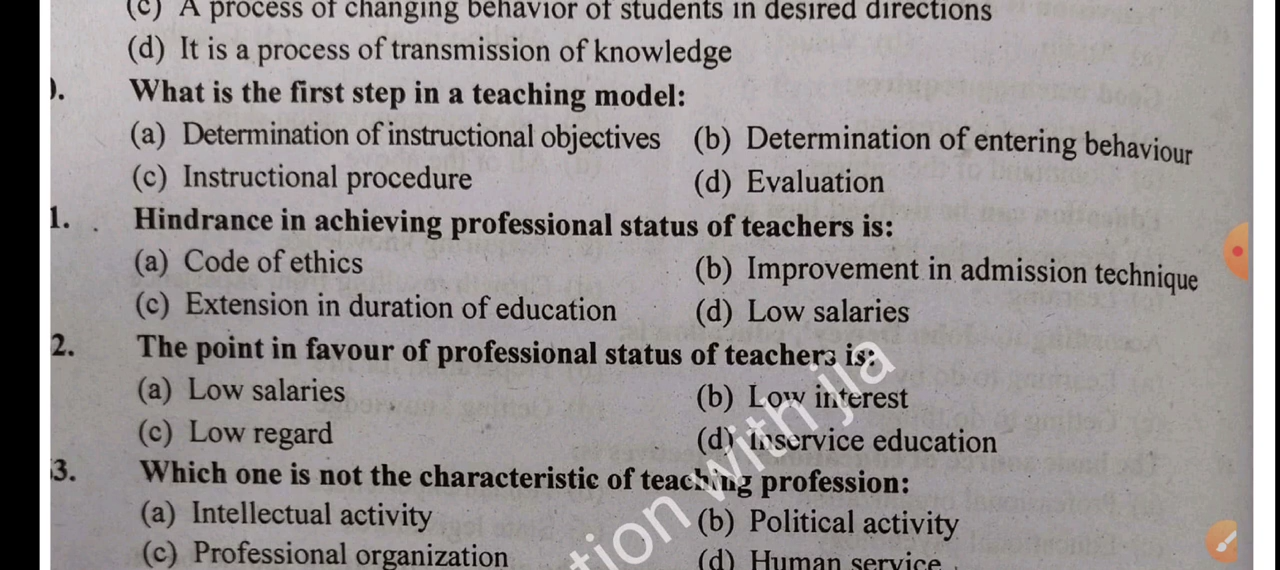 (c) A process of changing behavior of students in desired directions
(d) It is a process of transmission of knowledge
). What is the first step in a teaching model:
(a) Determination of instructional objectives (b) Determination of entering behaviour
(c) Instructional procedure (d) Evaluation
1. Hindrance in achieving professional status of teachers is:
(a) Code of ethics (b) Improvement in admission technique
(c) Extension in duration of education (d) Low salaries
2. The point in favour of professional status of teachers is:
(a) Low salaries (b) Low interest
(c) Low regard (d) Inservice education
3. Which one is not the characteristic of teaching profession:
(a) Intellectual activity (b) Political activity
(c) Professional organization (d) Human service
tion with jia